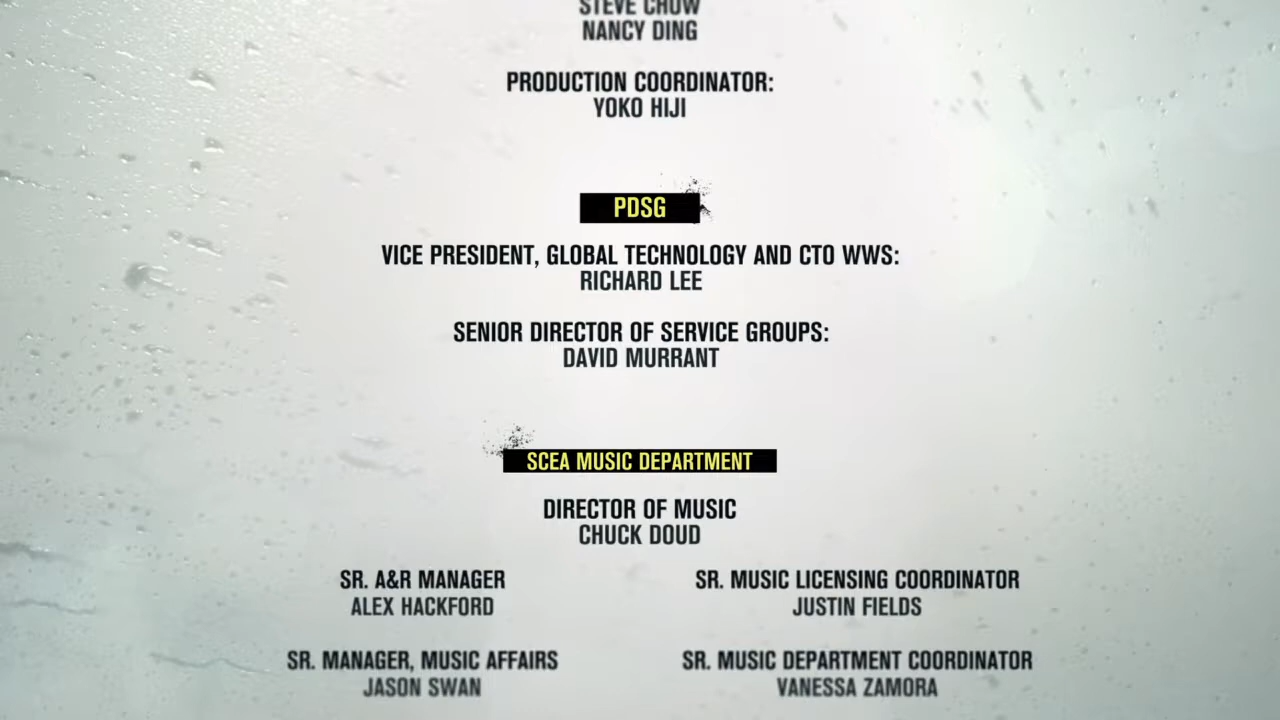 STEVE CHOW
NANCY DING
PRODUCTION COORDINATOR:
YOKO HIJI
PDSG
VICE PRESIDENT, GLOBAL TECHNOLOGY AND CTO WWS:
RICHARD LEE
SENIOR DIRECTOR OF SERVICE GROUPS:
DAVID MURRANT
SCEA MUSIC DEPARTMENT
DIRECTOR OF MUSIC
CHUCK DOUD
SR. A&R MANAGER
ALEX HACKFORD
SR. MUSIC LICENSING COORDINATOR
JUSTIN FIELDS
SR. MANAGER, MUSIC AFFAIRS
JASON SWAN
SR. MUSIC DEPARTMENT COORDINATOR
VANESSA ZAMORA